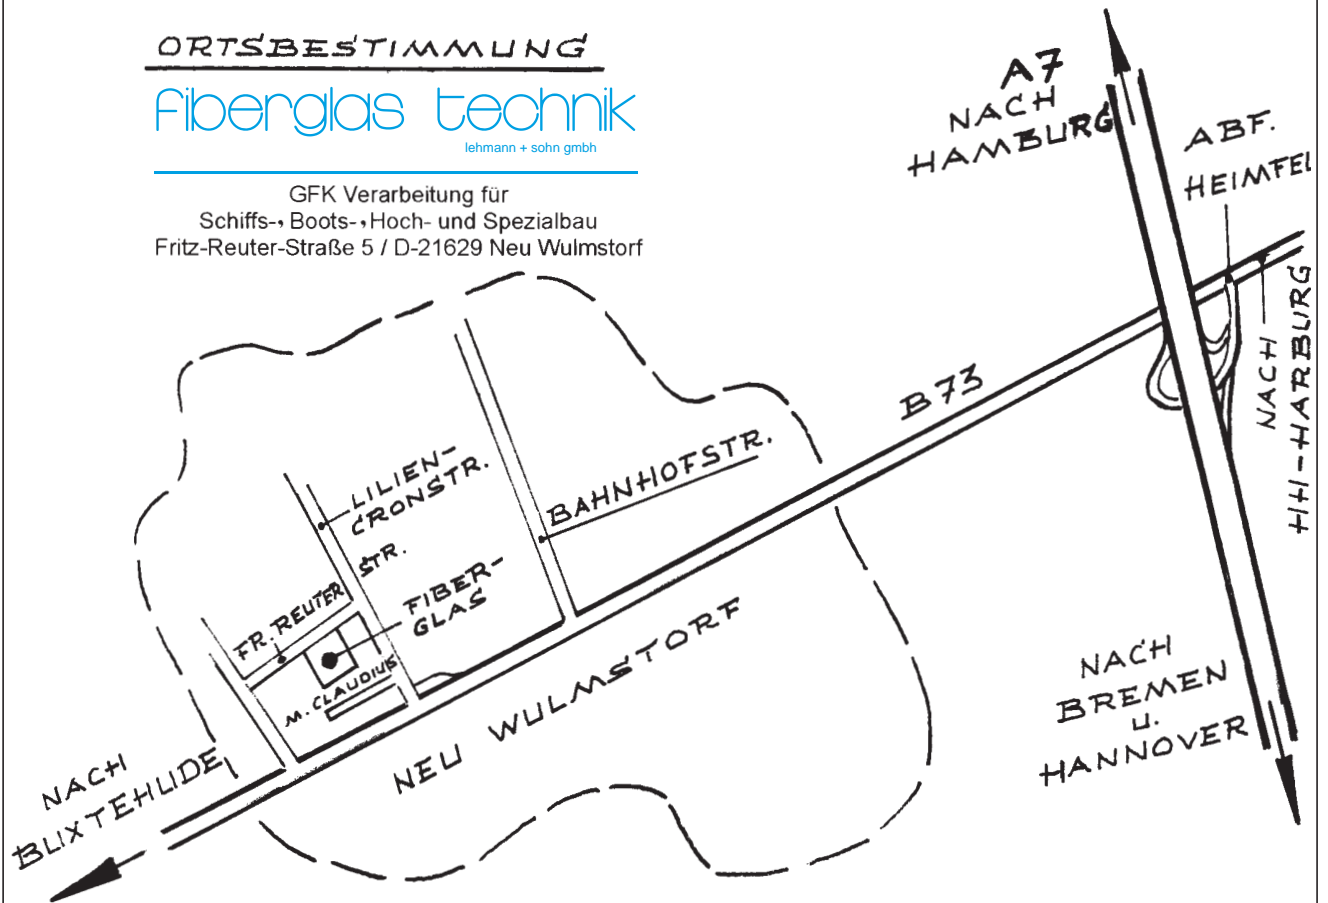 ORTSBESTIMMUNG
fiberglas technik
lehmann + sohn gmbh
GFK Verarbeitung für
Schiffs-, Boots-, Hoch- und Spezialbau
Fritz-Reuter-Straße 5 / D-21629 Neu Wulmstorf
A7
NACH
HAMBURG
ABF.
HEIMFEL
NACH
HH-HARBURG
B73
LILIEN-
CRONSTR.
BAHNHOFSTR.
FR. REUTER STR.
FIBER-
GLAS
M. CLAUDIUS
NEU WULMSTORF
NACH
BUXTEHUDE
NACH
BREMEN
U.
HANNOVER